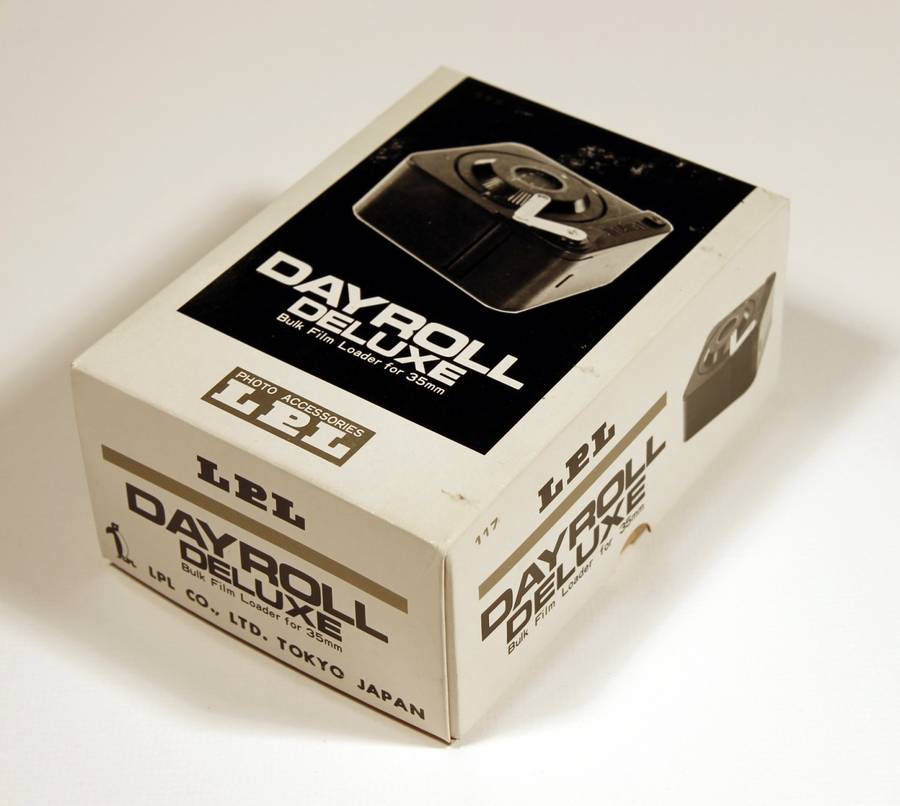 DAYROLL
DELUXE
Bulk Film Loader for 35mm
PHOTO ACCESSORIES
LPL
LPL
DAYROLL
DELUXE
Bulk Film Loader for 35mm
LPL CO., LTD. TOKYO JAPAN
117
LPL
DAYROLL
DELUXE
Bulk Film Loader for 35mm